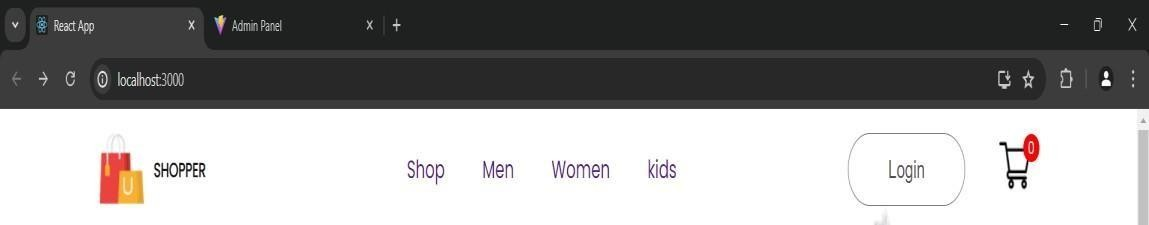 React App Admin Panel
localhost:3000
SHOPPER Shop Men Women kids Login 0
U